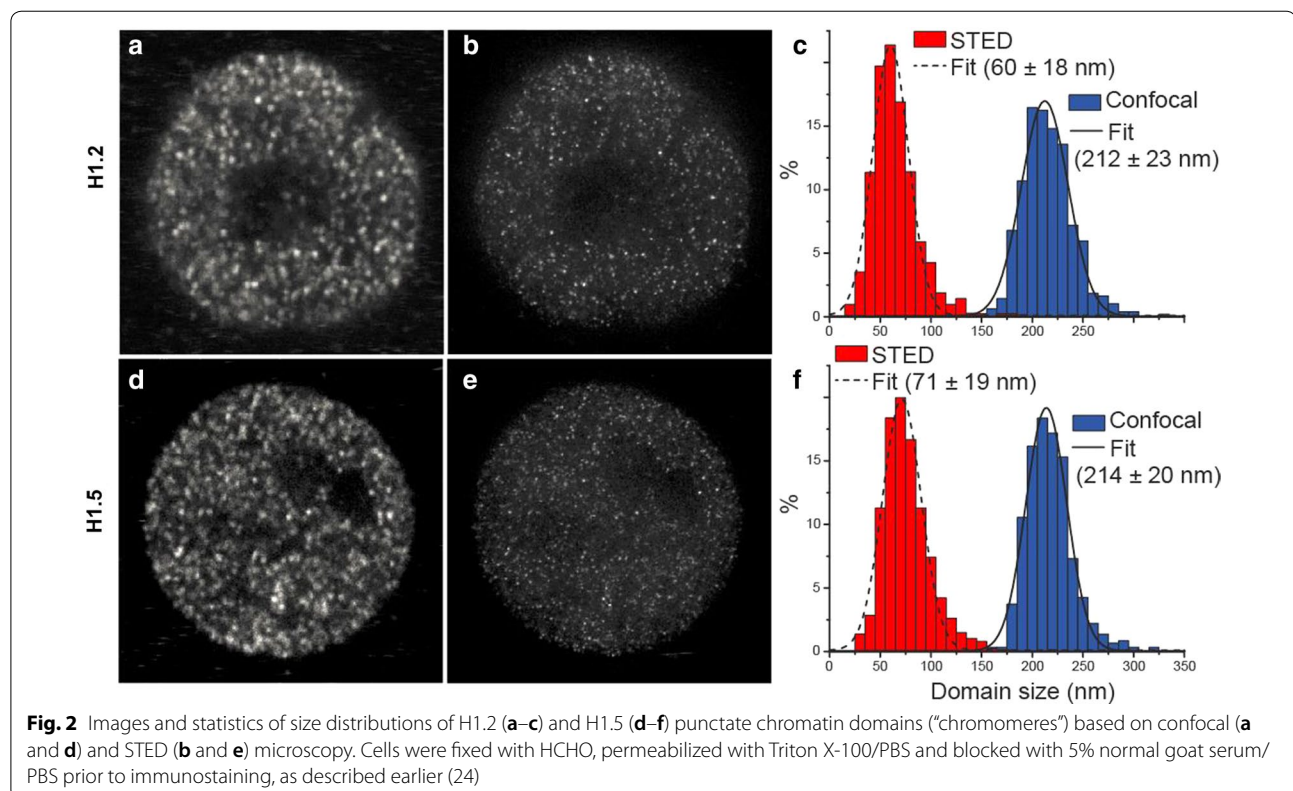 a
b
c
H1.2
STED
Fit (60 ± 18 nm)
Confocal
Fit
(212 ± 23 nm)
%
15
10
5
0
0 50 100 150 200 250 300
d
e
f
H1.5
STED
Fit (71 ± 19 nm)
Confocal
Fit
(214 ± 20 nm)
%
15
10
5
0
0 50 100 150 200 250 300 350
Domain size (nm)
Fig. 2 Images and statistics of size distributions of H1.2 (a–c) and H1.5 (d–f) punctate chromatin domains (“chromomeres”) based on confocal (a
and d) and STED (b and e) microscopy. Cells were fixed with HCHO, permeabilized with Triton X-100/PBS and blocked with 5% normal goat serum/
PBS prior to immunostaining, as described earlier (24)